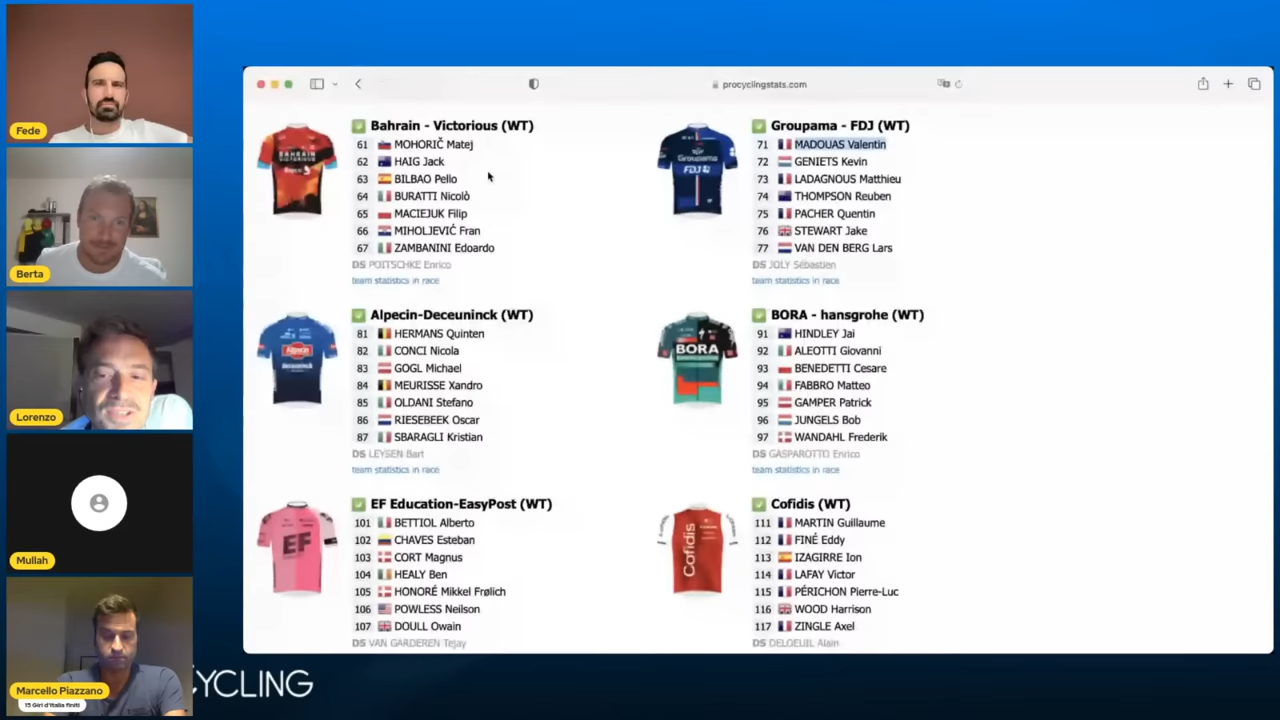 Fede
Berta
Lorenzo
Mullah
Marcello Piazzano
15 Giri d'Italia finiti
procyclingstats.com
Bahrain - Victorious (WT)
61 MOHORIČ Matej
62 HAIG Jack
63 BILBAO Pello
64 BURATTI Nicolò
65 MACIEJUK Filip
66 MIHOLJEVIĆ Fran
67 ZAMBANINI Edoardo
DS POITSCHKE Enrico
team statistics in race
Groupama - FDJ (WT)
71 MADOUAS Valentin
72 GENIETS Kevin
73 LADAGNOUS Matthieu
74 THOMPSON Reuben
75 PACHER Quentin
76 STEWART Jake
77 VAN DEN BERG Lars
DS JOLY Sébastien
team statistics in race
Alpecin-Deceuninck (WT)
81 HERMANS Quinten
82 CONCI Nicola
83 GOGL Michael
84 MEURISSE Xandro
85 OLDANI Stefano
86 RIESEBEEK Oscar
87 SBARAGLI Kristian
DS LEYSEN Bart
team statistics in race
BORA - hansgrohe (WT)
91 HINDLEY Jai
92 ALEOTTI Giovanni
93 BENEDETTI Cesare
94 FABBRO Matteo
95 GAMPER Patrick
96 JUNGELS Bob
97 WANDAHL Frederik
DS GASPAROTTO Enrico
team statistics in race
EF Education-EasyPost (WT)
101 BETTIOL Alberto
102 CHAVES Esteban
103 CORT Magnus
104 HEALY Ben
105 HONORÉ Mikkel Frølich
106 POWLESS Neilson
107 DOULL Owain
DS VAN GARDEREN Tejay
Cofidis (WT)
111 MARTIN Guillaume
112 FINÉ Eddy
113 IZAGIRRE Ion
114 LAFAY Victor
115 PÉRICHON Pierre-Luc
116 WOOD Harrison
117 ZINGLE Axel
DS DELOEUIL Alain
BAHRAIN
VICTORIOUS
Groupama
FDJ
Alpecin
deceuninck
BORA
EF
Cofidis
YCLING